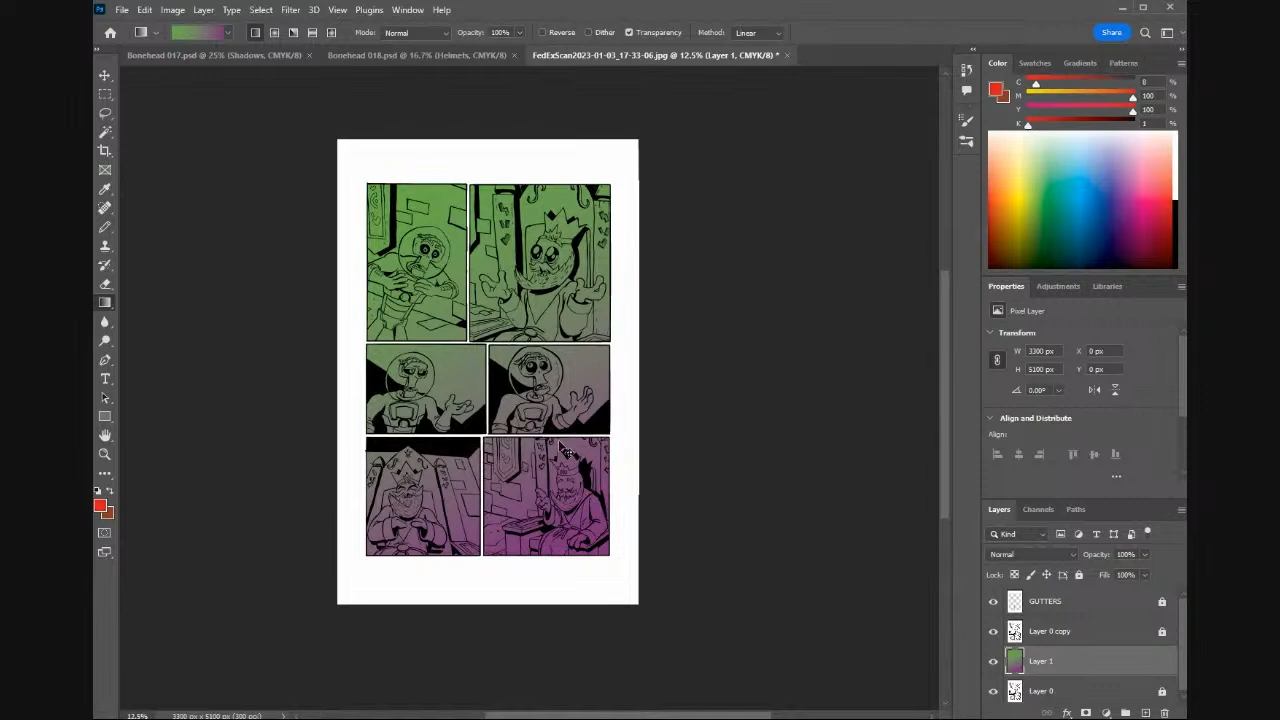 Ps File Edit Image Layer Type Select Filter 3D View Plugins Window Help
Mode: Normal Opacity: 100% Reverse Dither Transparency Method: Linear Share
Bonehead 017.psd @ 25% (Shadows, CMYK/8) × Bonehead 018.psd @ 16.7% (Helmets, CMYK/8) × FedExScan2023-01-03_17-33-06.jpg @ 12.5% (Layer 1, CMYK/8) * ×
Color Swatches Gradients Patterns
C 8 %
M 100 %
Y 100 %
K 1 %
Properties Adjustments Libraries
Pixel Layer
Transform
W 3300 px X 0 px
H 5100 px Y 0 px
0.00°
Align and Distribute
Align:
Layers Channels Paths
Kind
Normal Opacity: 100%
Lock: Fill: 100%
GUTTERS
Layer 0 copy
Layer 1
Layer 0
12.5% 3300 px x 5100 px (300 ppi)